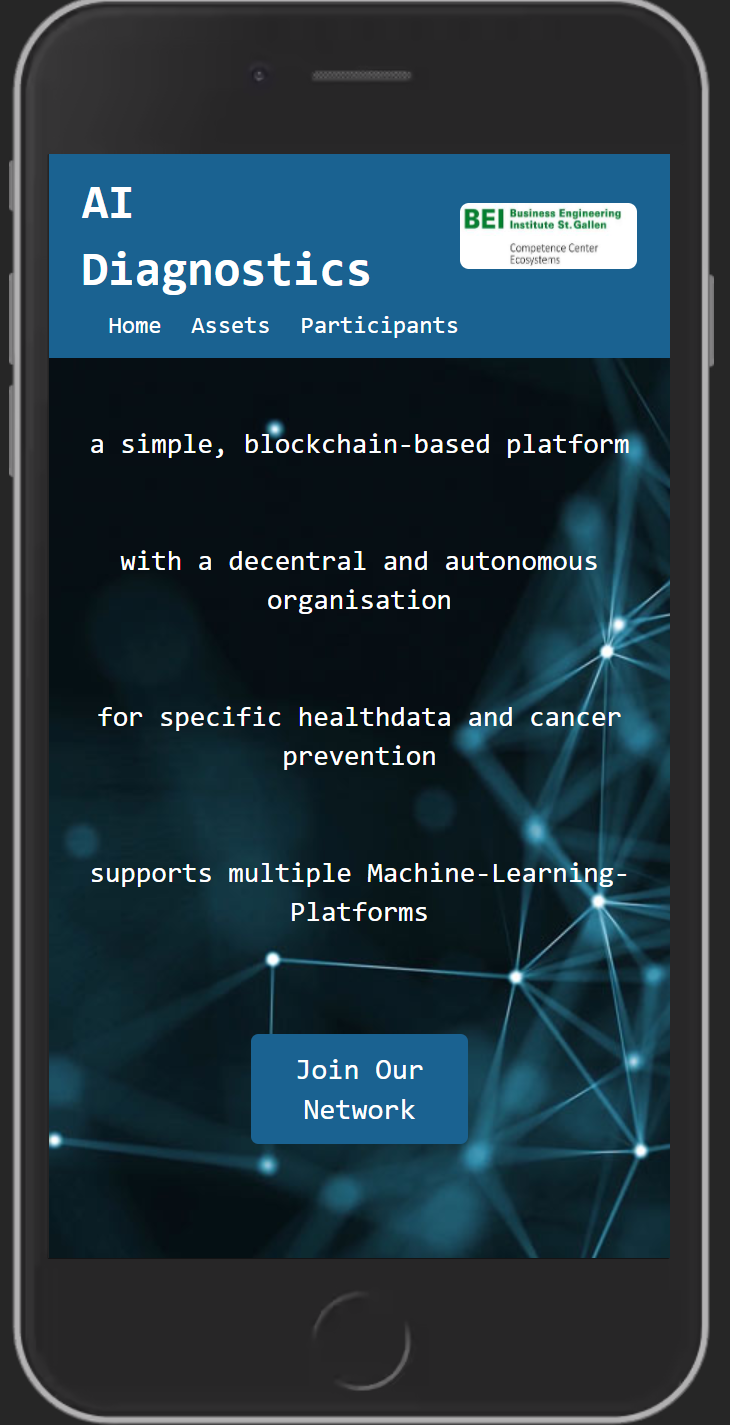 AI
Diagnostics
BEI Business Engineering
Institute St.Gallen
Competence Center
Ecosystems
Home Assets Participants
a simple, blockchain-based platform
with a decentral and autonomous
organisation
for specific healthdata and cancer
prevention
supports multiple Machine-Learning-
Platforms
Join Our
Network